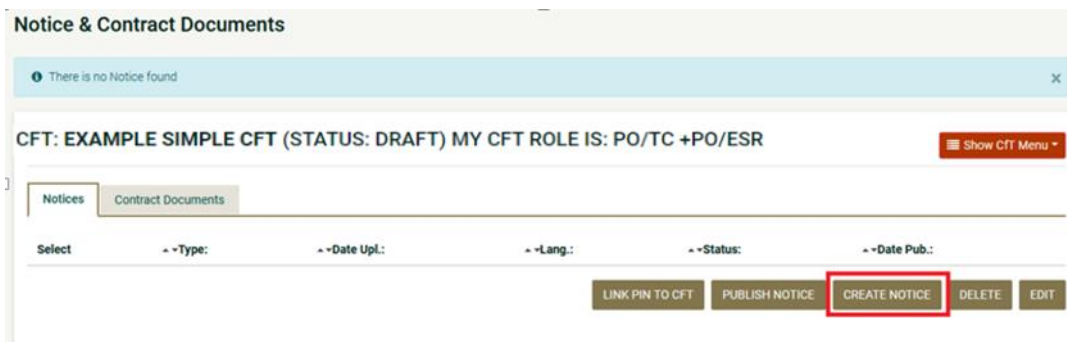 Notice & Contract Documents
There is no Notice found
CFT: EXAMPLE SIMPLE CFT (STATUS: DRAFT) MY CFT ROLE IS: PO/TC +PO/ESR
Show CfT Menu
Notices Contract Documents
Select Type: Date Upl.: Lang.: Status: Date Pub.:
LINK PIN TO CFT PUBLISH NOTICE CREATE NOTICE DELETE EDIT